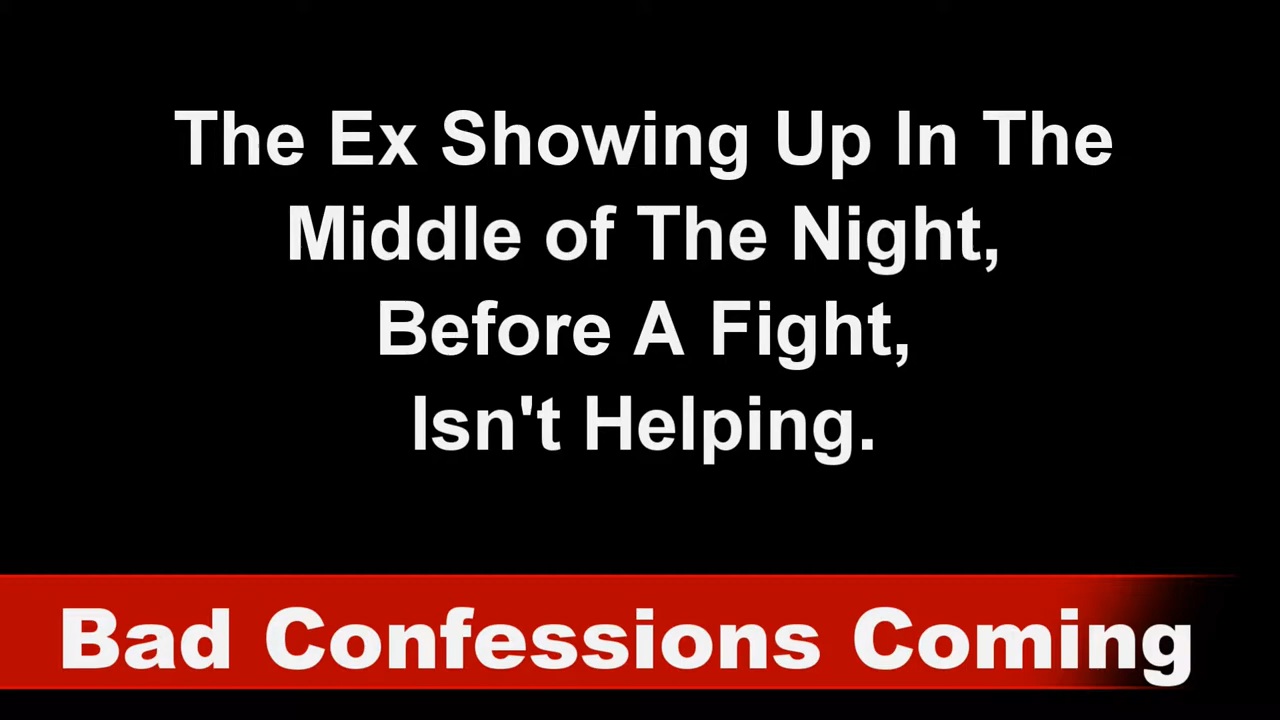 The Ex Showing Up In The
Middle of The Night,
Before A Fight,
Isn't Helping.
Bad Confessions Coming